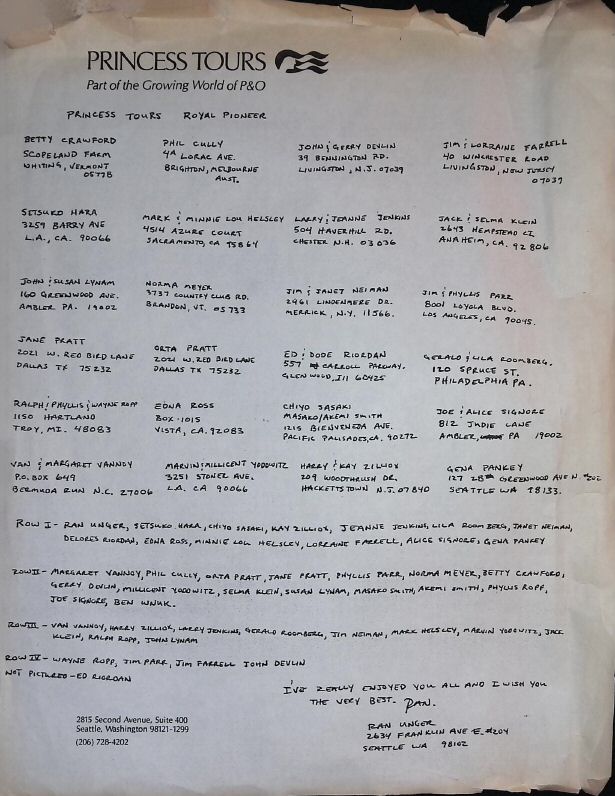 PRINCESS TOURS
Part of the Growing World of P&O
PRINCESS TOURS ROYAL PIONEER
BETTY CRAWFORD
SCOPELAND FARM
WHITING, VERMONT
05778
PHIL CULLY
4A LORAC AVE.
BRIGHTON, MELBOURNE
AUST.
JOHN & GERRY DEVLIN
39 BENNINGTON RD.
LIVINGSTON, N.J. 07039
JIM & LORRAINE FARRELL
40 WINCHESTER ROAD
LIVINGSTON, NEW JERSEY
07039
SETSUKO HARA
3259 BARRY AVE
L.A., CA. 90066
MARK & MINNIE LOU HELSLEY
4514 AZURE COURT
SACRAMENTO, CA 95864
LARRY & JEANNE JENKINS
504 HAVERHILL RD.
CHESTER N.H. 03036
JACK & SELMA KLEIN
2643 HEMPSTEAD CT
ANAHEIM, CA. 92806
JOHN & SUSAN LYNAM
160 GREENWOOD AVE.
AMBLER PA. 19002
NORMA MEYER
3737 COUNTRY CLUB RD.
BRANDON, VT. 05733
JIM & JANET NEIMAN
2961 LINDENMERE DR.
MERRICK, N.Y. 11566.
JIM & PHYLLIS PARR
8001 LOYOLA BLVD.
LOS ANGELES, CA 90045.
JANE PRATT
2021 W. RED BIRD LANE
DALLAS TX 75232
ORTA PRATT
2021 W. RED BIRD LANE
DALLAS TX 75232
ED & DODE RIORDAN
557 CARROLL PARKWAY.
GLENWOOD, Ill 60425
GERALD & LILA ROOMBERG.
120 SPRUCE ST.
PHILADELPHIA PA.
RALPH & PHYLLIS & WAYNE ROPP
1150 HARTLAND
TROY, MI. 48083
EDNA ROSS
BOX-1015
VISTA, CA. 92083
CHIYO SASAKI
MASAKO/AKEMI SMITH
1215 BIENVENEDA AVE.
PACIFIC PALISADES, CA. 90272
JOE & ALICE SIGNORE
812 JODIE LANE
AMBLER, PA 19002
VAN & MARGARET VANNOY
P.O. BOX 649
BERMUDA RUN N.C. 27006
MARVIN & MILLICENT YODOWITZ
3251 STONER AVE.
L.A. CA 90066
HARRY & KAY ZILLIOX
209 WOODTHRUSH DR.
HACKETTSTOWN N.J. 07840
GENA PANKEY
127 28th GREENWOOD AVE N. #202
SEATTLE WA 98133.
ROW I - RAN UNGER, SETSUKO HARA, CHIYO SASAKI, KAY ZILLIOX, JEANNE JENKINS, LILA ROOMBERG, JANET NEIMAN,
DELORES RIORDAN, EDNA ROSS, MINNIE LOU HELSLEY, LORRAINE FARRELL, ALICE SIGNORE, GENA PANKEY
ROW II - MARGARET VANNOY, PHIL CULLY, ORTA PRATT, JANE PRATT, PHYLLIS PARR, NORMA MEYER, BETTY CRAWFORD,
GERRY DEVLIN, MILLICENT YODOWITZ, SELMA KLEIN, SUSAN LYNAM, MASAKO SMITH, AKEMI SMITH, PHYLLIS ROPP,
JOE SIGNORE, BEN WNUK.
ROW III - VAN VANNOY, HARRY ZILLIOX, LARRY JENKINS, GERALD ROOMBERG, JIM NEIMAN, MARK HELSLEY, MARVIN YODOWITZ, JACK
KLEIN, RALPH ROPP, JOHN LYNAM
ROW IV - WAYNE ROPP, JIM PARR, JIM FARRELL JOHN DEVLIN
NOT PICTURED - ED RIORDAN
I'VE REALLY ENJOYED YOU ALL AND I WISH YOU
THE VERY BEST. RAN.
RAN UNGER
2634 FRANKLIN AVE E. #204
SEATTLE WA 98102
2815 Second Avenue, Suite 400
Seattle, Washington 98121-1299
(206) 728-4202